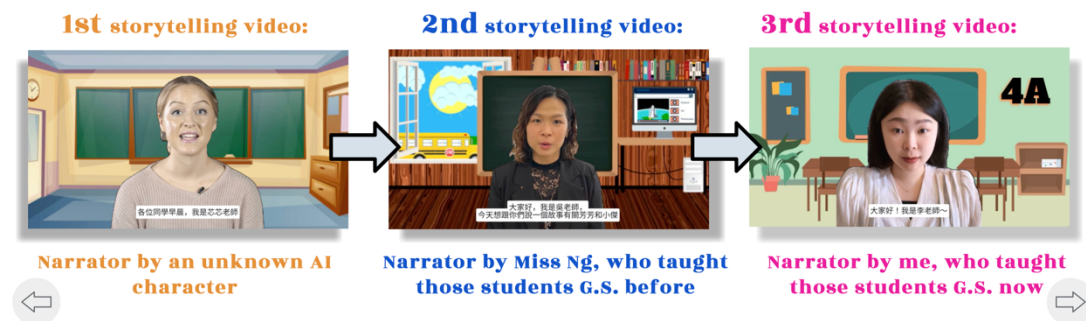 1st storytelling video:
各位同學早晨，我是芯芯老師
Narrator by an unknown AI
character
2nd storytelling video:
大家好，我是吳老師，
今天想跟你們說一個故事有關芳芳和小傑
Narrator by Miss Ng, who taught
those students G.S. before
3rd storytelling video:
4A
大家好！我是李老師～
Narrator by me, who taught
those students G.S. now